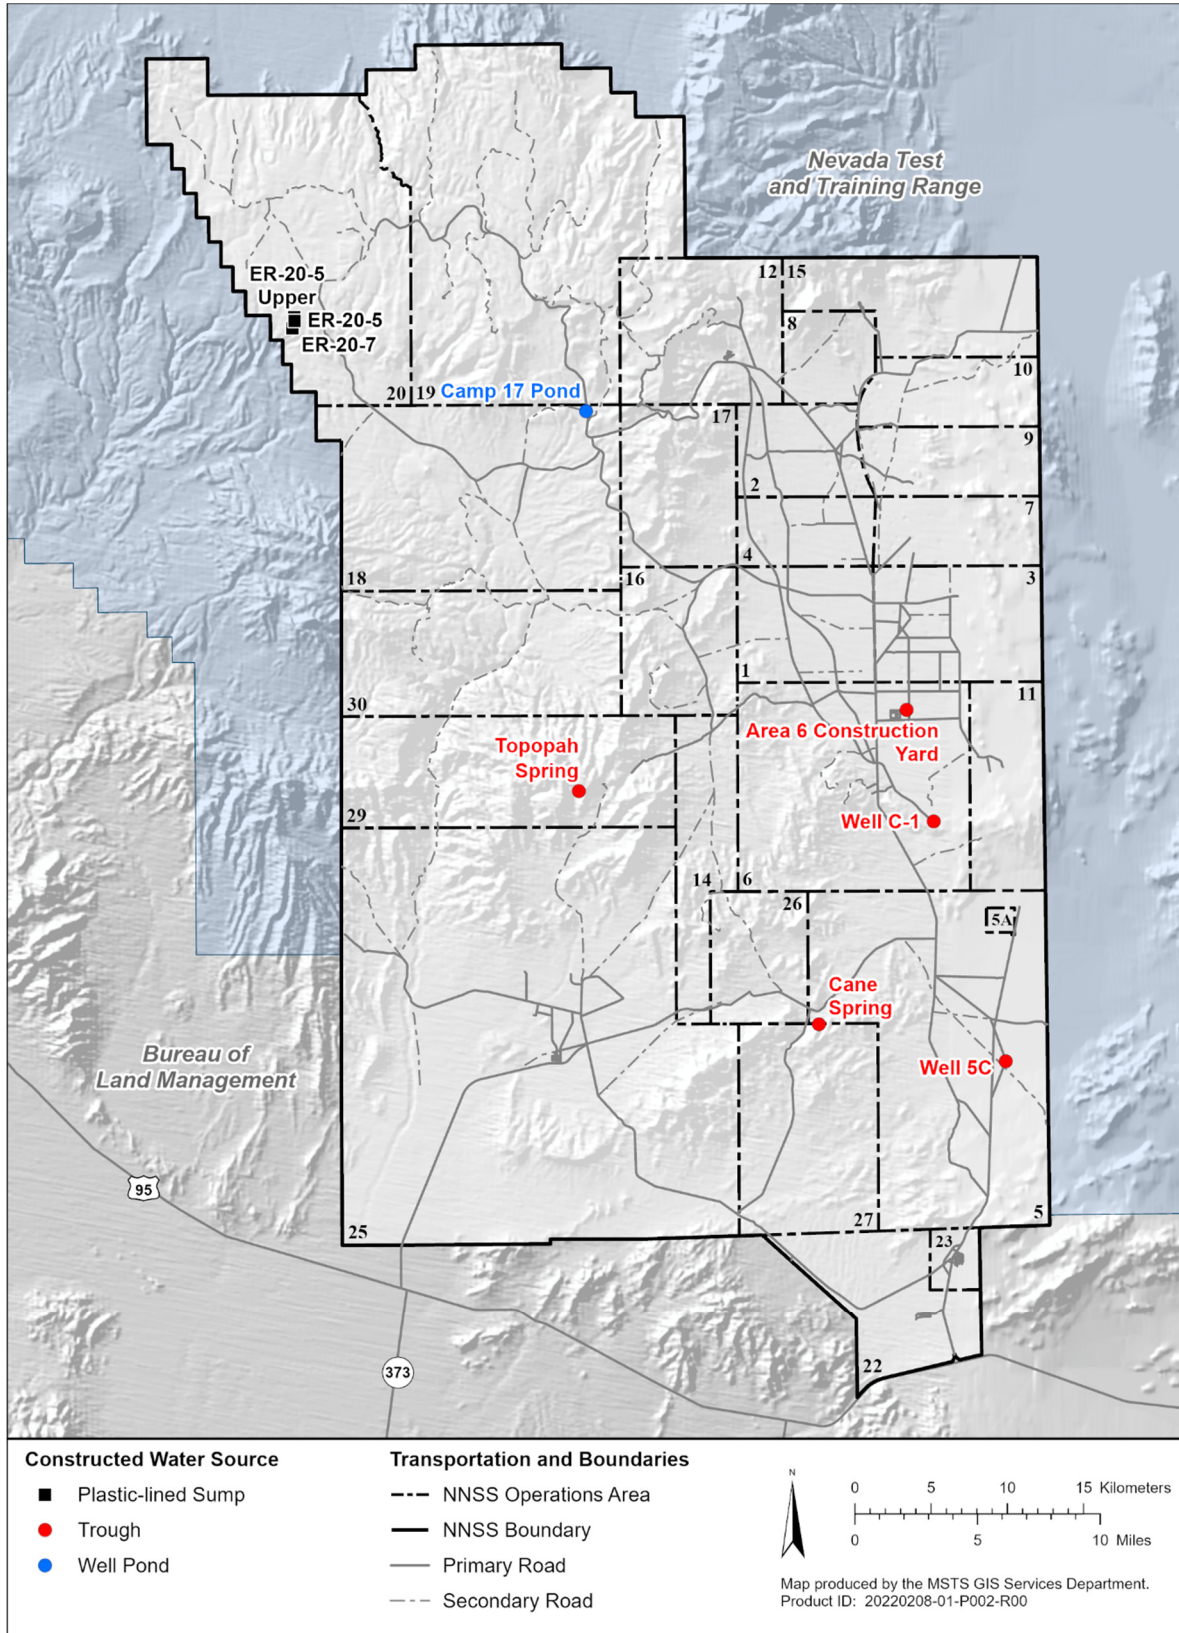 Nevada Test
and Training Range
12
15
ER-20-5
Upper
8
ER-20-5
ER-20-7
10
20
19
Camp 17 Pond
17
9
2
7
4
18
16
3
1
11
30
Area 6 Construction
Yard
Topopah
Spring
29
Well C-1
14
6
26
5A
Cane
Spring
Bureau of
Land Management
Well 5C
95
25
27
5
23
22
373
Constructed Water Source
Plastic-lined Sump
Trough
Well Pond
Transportation and Boundaries
NNSS Operations Area
NNSS Boundary
Primary Road
Secondary Road
N
0 5 10 15 Kilometers
0 5 10 Miles
Map produced by the MSTS GIS Services Department.
Product ID: 20220208-01-P002-R00